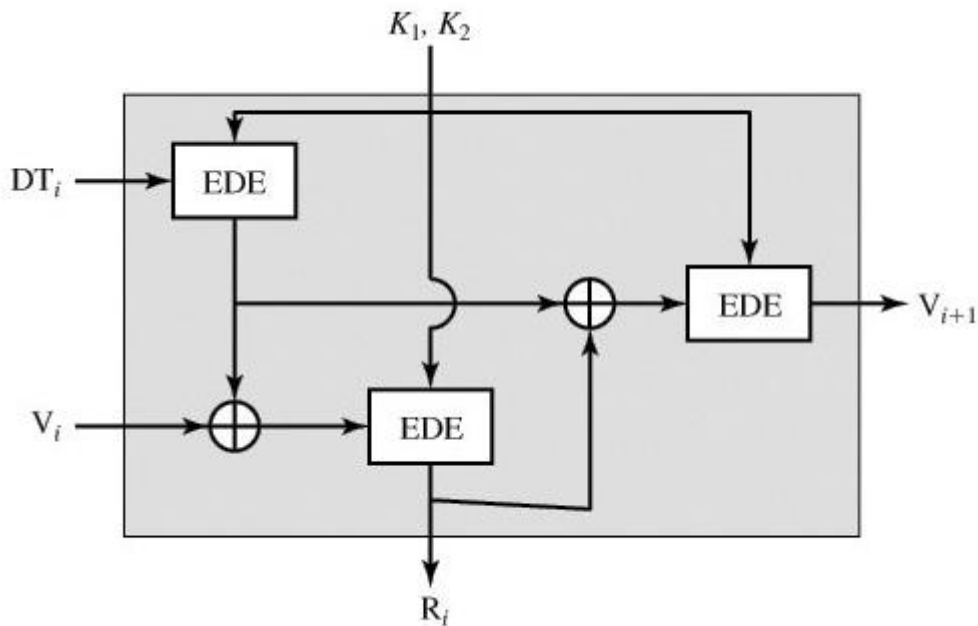 K₁, K₂
DTᵢ
EDE
EDE
Vᵢ₊₁
Vᵢ
EDE
Rᵢ